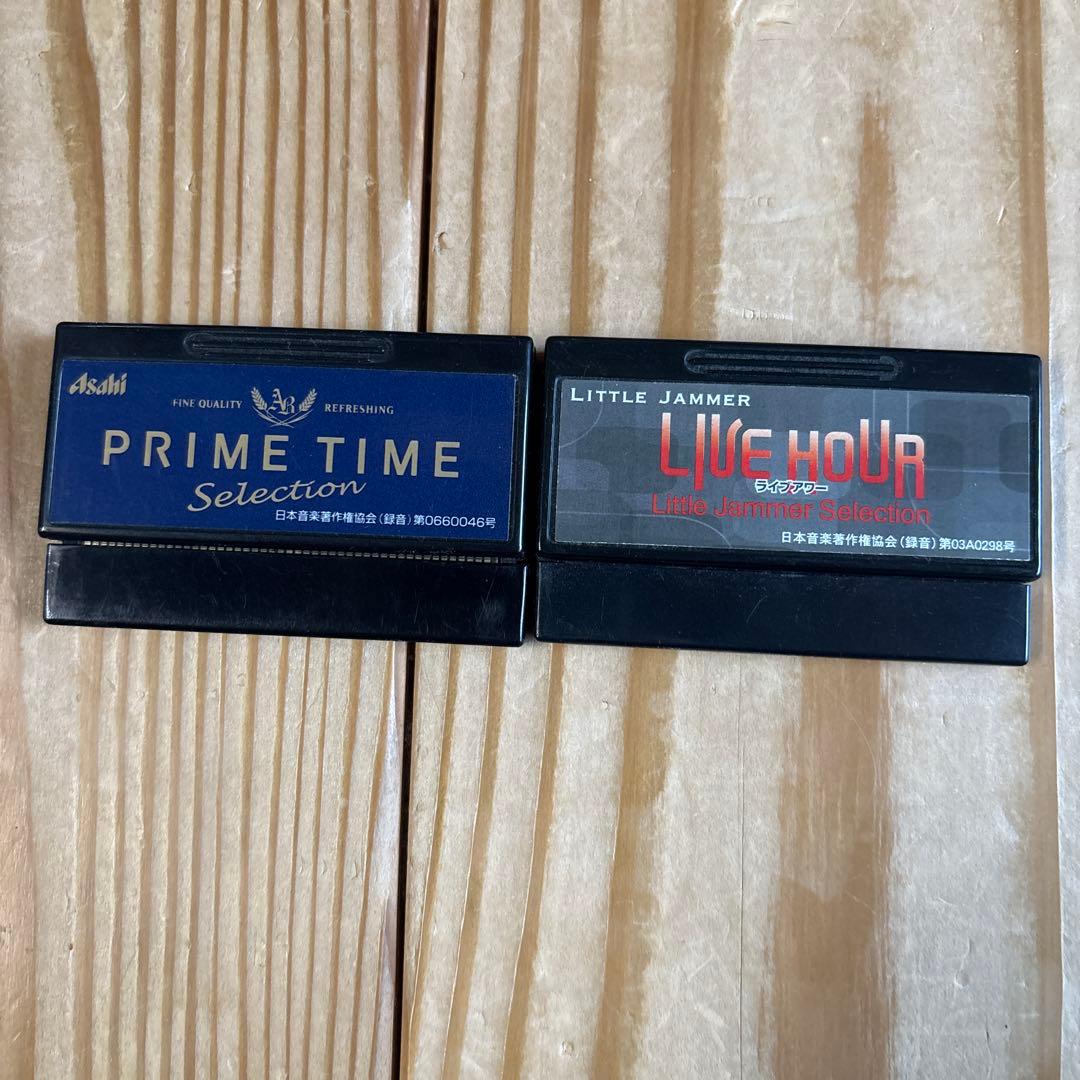 Asahi
FINE QUALITY AB REFRESHING
PRIME TIME
Selection
日本音楽著作権協会(録音)第0660046号
LITTLE JAMMER
LIVE HOUR
ライブアワー
Little Jammer Selection
日本音楽著作権協会(録音)第03A0298号